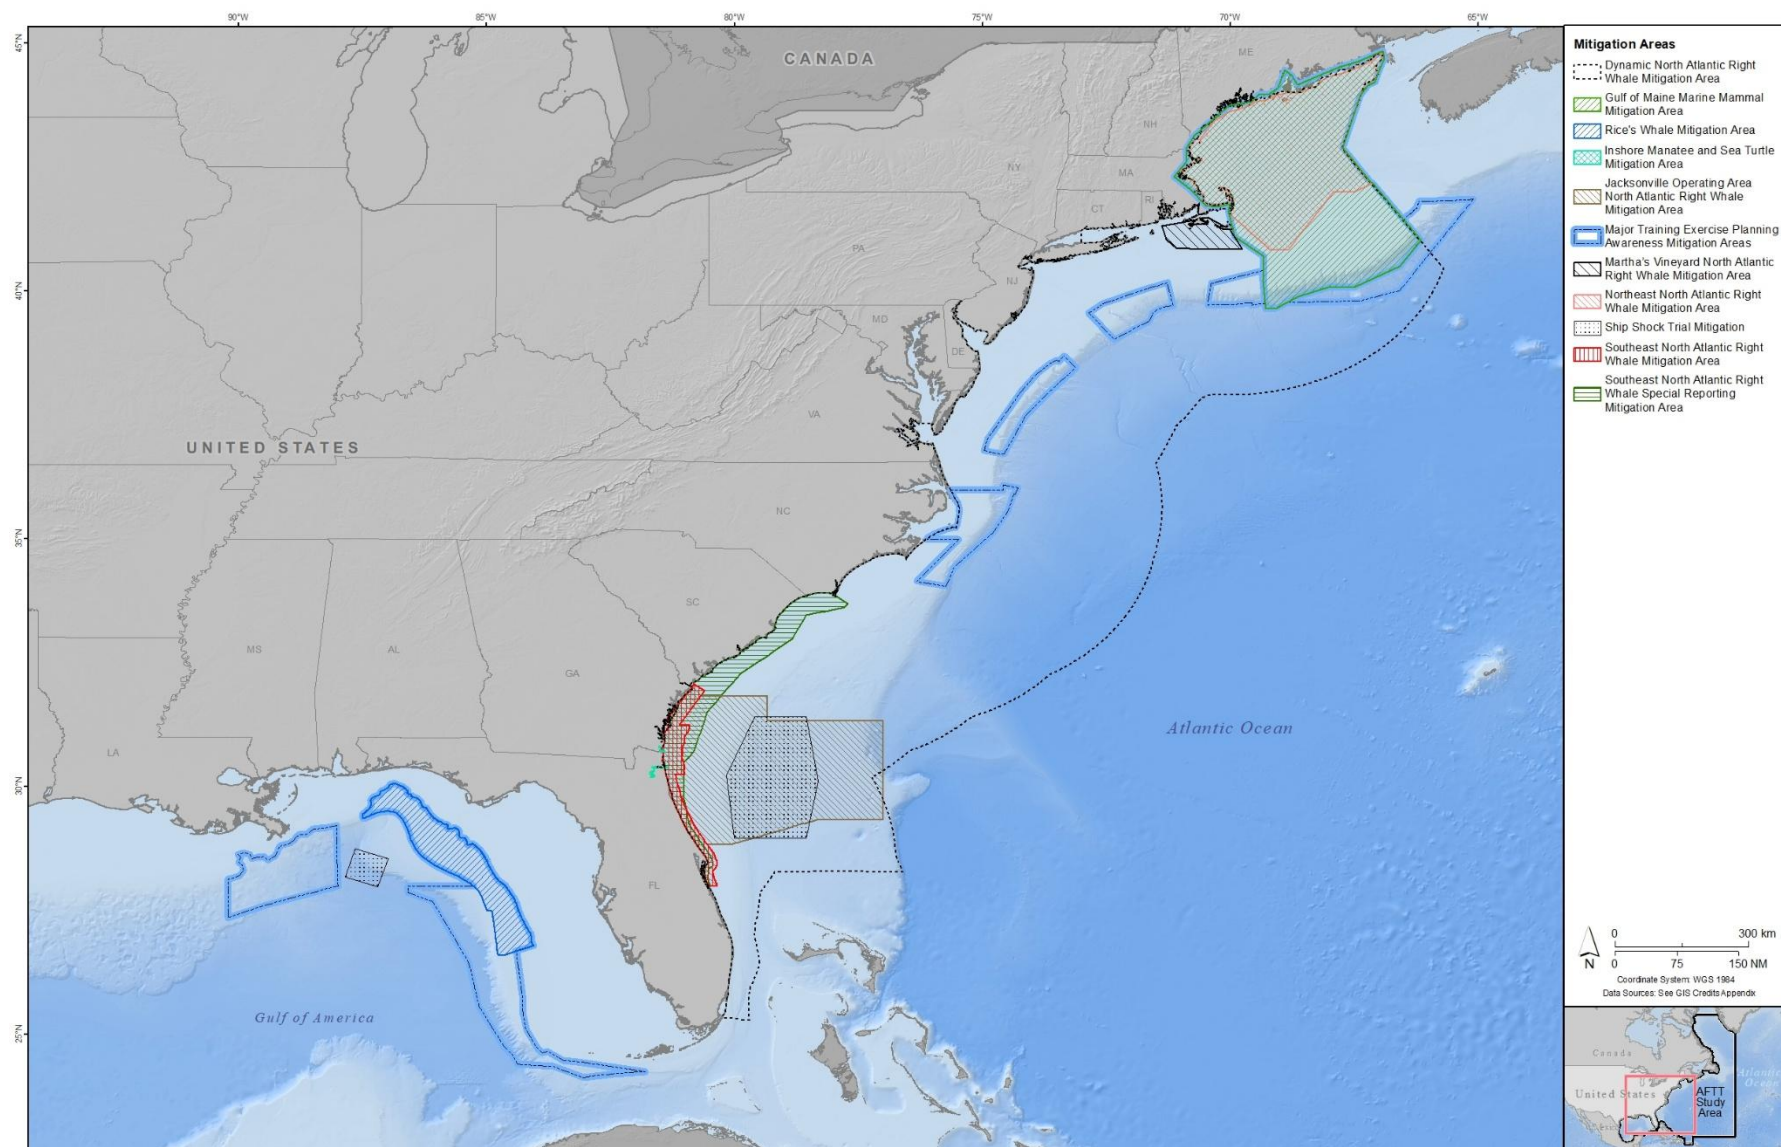 90°W
85°W
80°W
75°W
70°W
65°W
45°N
40°N
35°N
30°N
25°N
CANADA
ME
NH
NY
MA
CT
RI
PA
NJ
MD
DE
VA
UNITED STATES
NC
SC
MS
AL
GA
LA
FL
Atlantic Ocean
Gulf of America
Mitigation Areas
Dynamic North Atlantic Right
Whale Mitigation Area
Gulf of Maine Marine Mammal
Mitigation Area
Rice's Whale Mitigation Area
Inshore Manatee and Sea Turtle
Mitigation Area
Jacksonville Operating Area
North Atlantic Right Whale
Mitigation Area
Major Training Exercise Planning
Awareness Mitigation Areas
Martha's Vineyard North Atlantic
Right Whale Mitigation Area
Northeast North Atlantic Right
Whale Mitigation Area
Ship Shock Trial Mitigation
Southeast North Atlantic Right
Whale Mitigation Area
Southeast North Atlantic Right
Whale Special Reporting
Mitigation Area
N
0 300 km
0 75 150 NM
Coordinate System: WGS 1984
Data Sources: See GIS Credits Appendix
Canada
United States
Atlantic
Ocean
AFTT
Study
Area